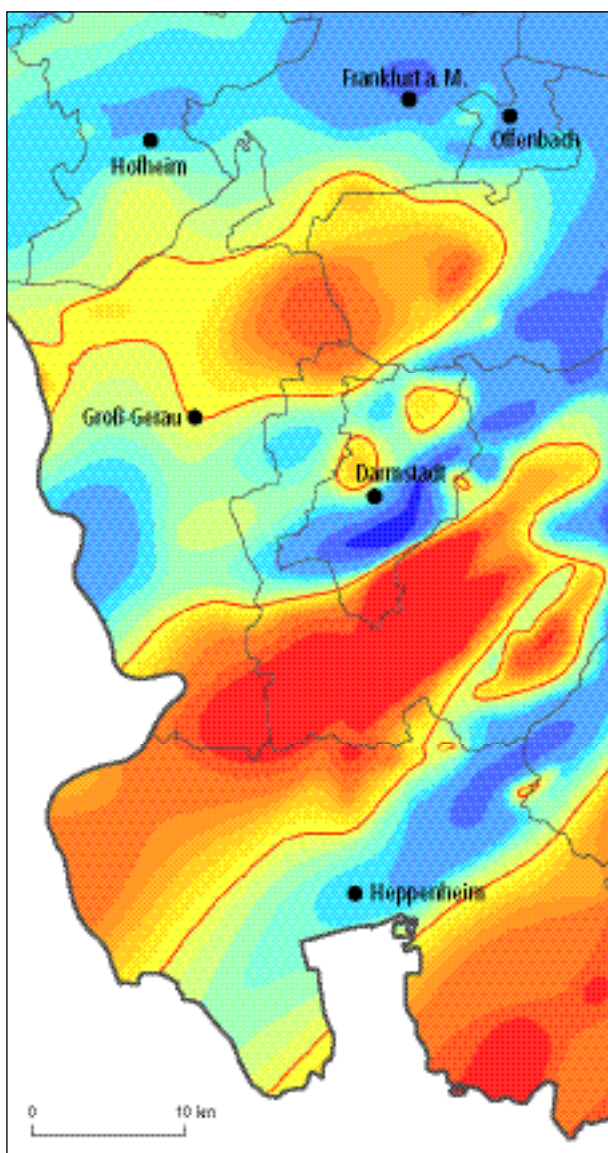 Frankfurt a. M.
Offenbach
Hofheim
Groß-Gerau
Darmstadt
Heppenheim
0 10 km